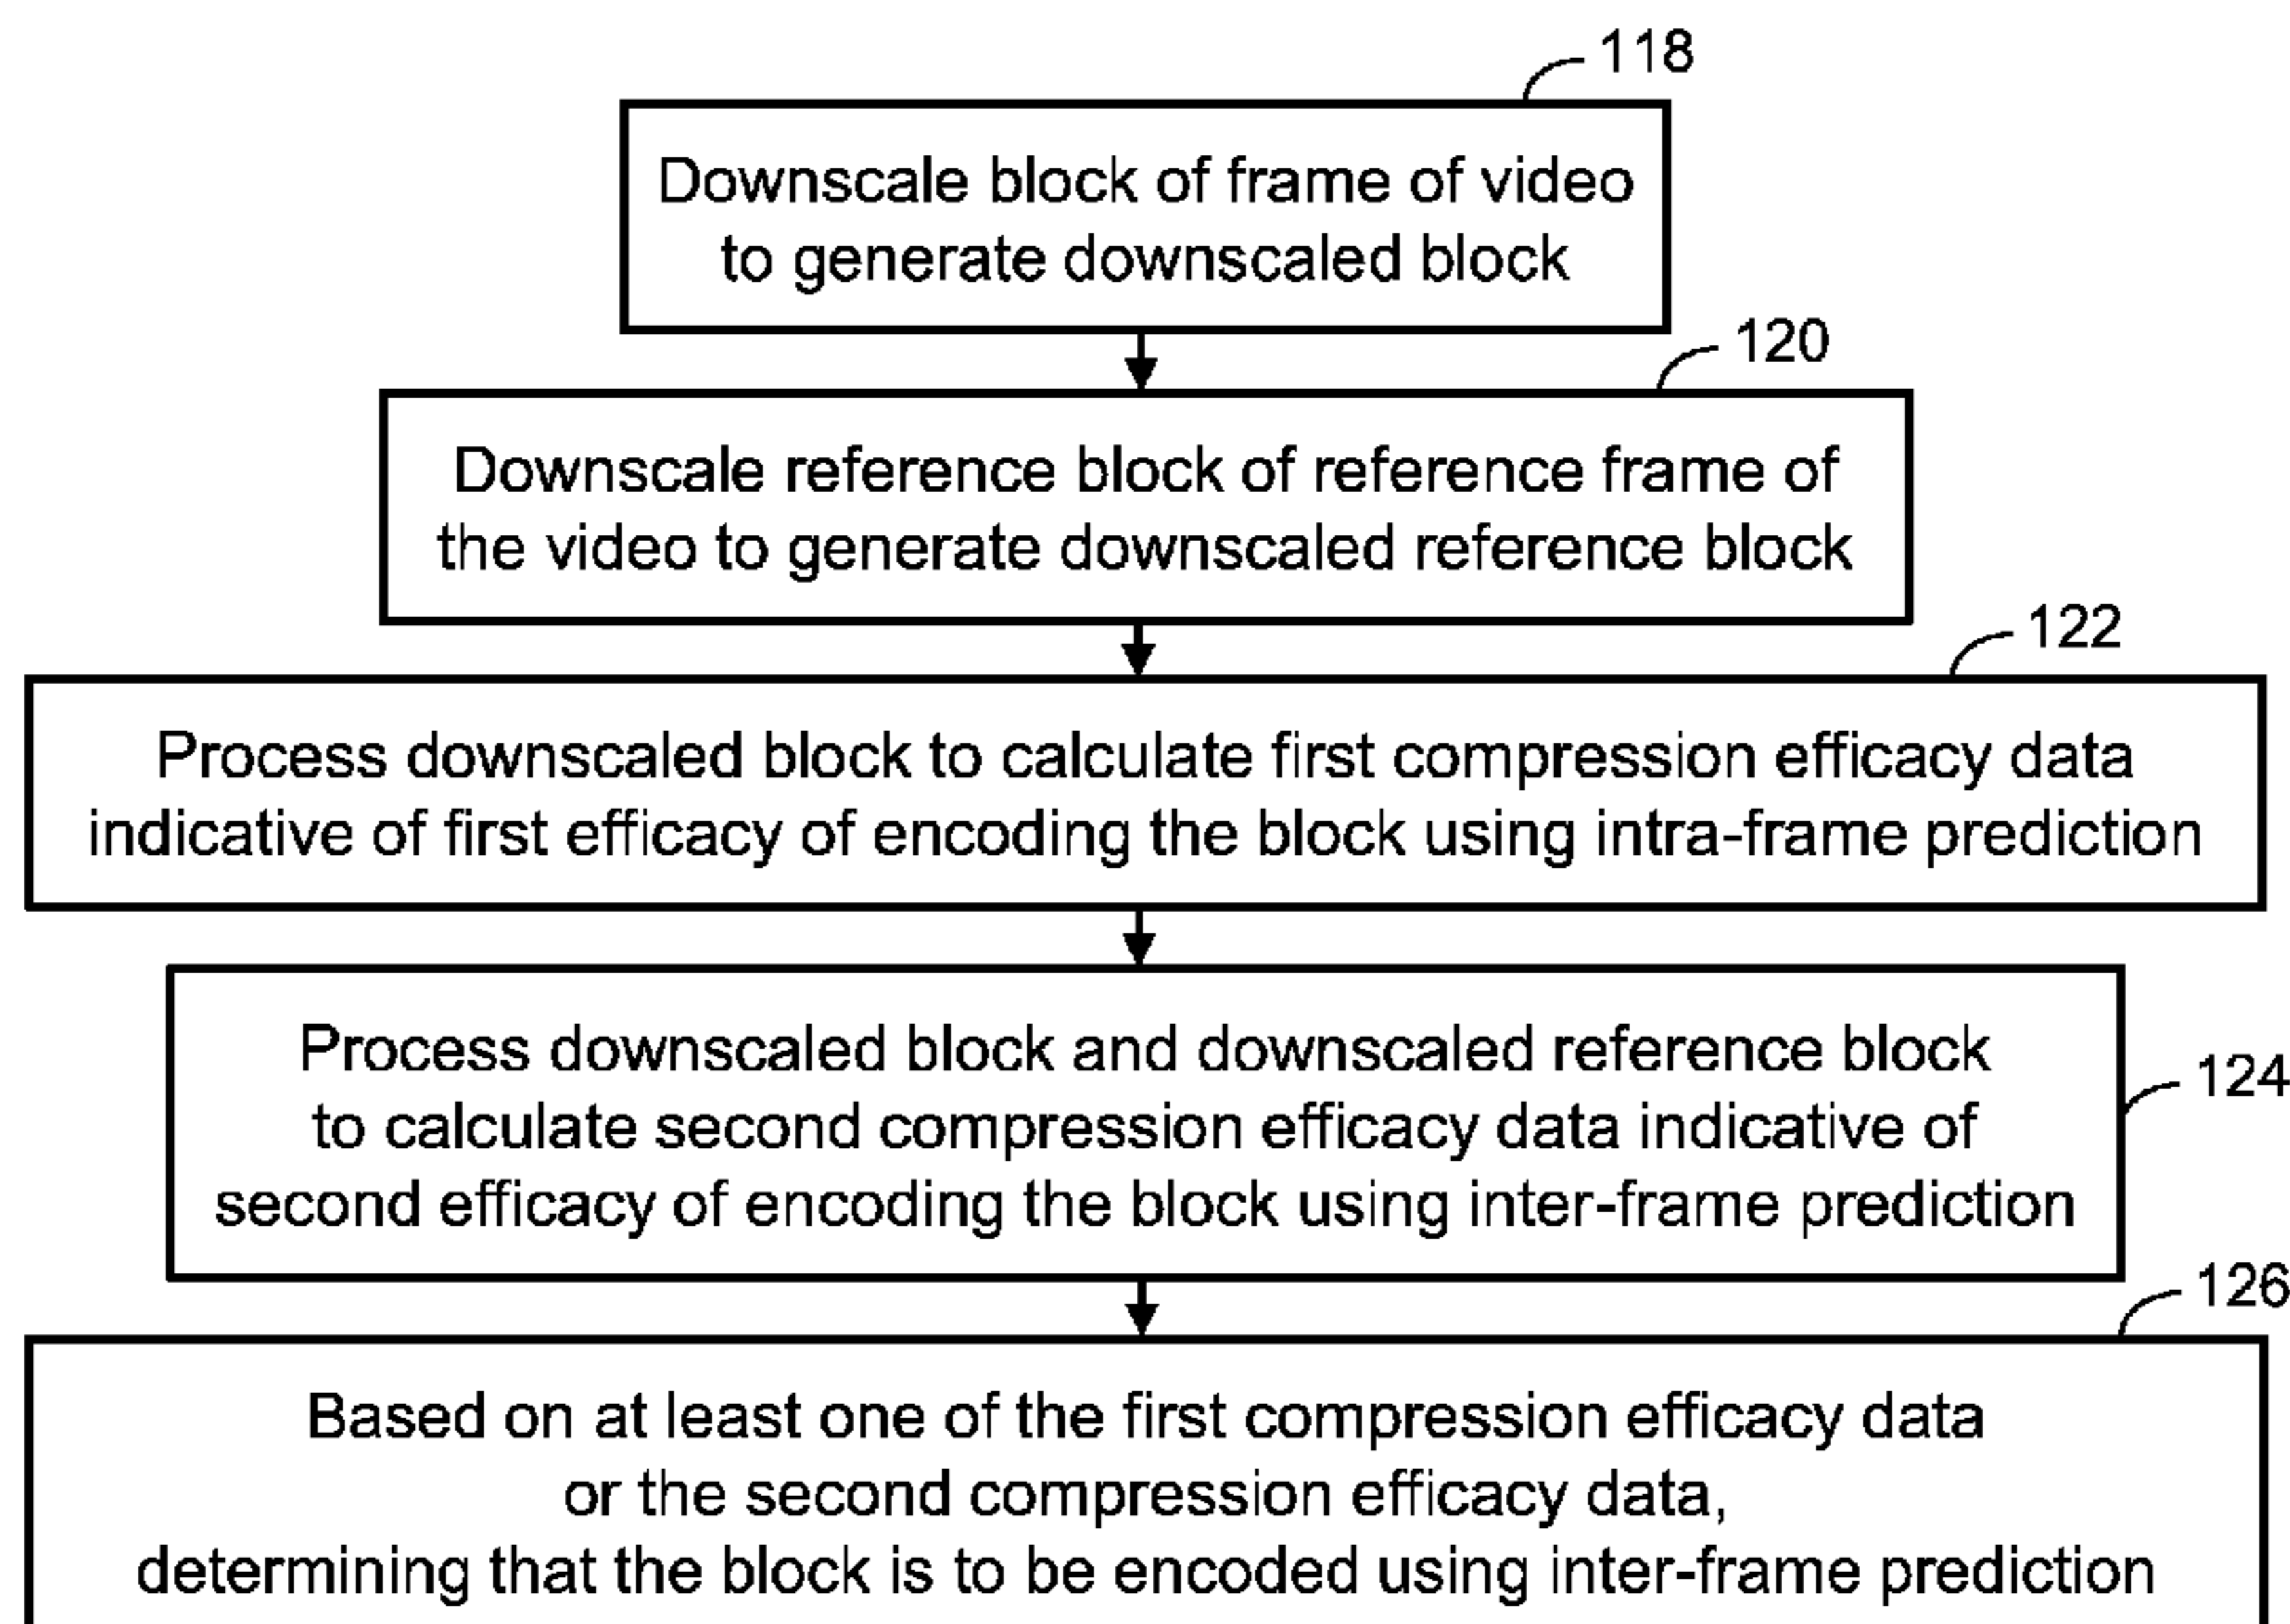 118
Downscale block of frame of video
to generate downscaled block
120
Downscale reference block of reference frame of
the video to generate downscaled reference block
122
Process downscaled block to calculate first compression efficacy data
indicative of first efficacy of encoding the block using intra-frame prediction
Process downscaled block and downscaled reference block
to calculate second compression efficacy data indicative of
second efficacy of encoding the block using inter-frame prediction
124
126
Based on at least one of the first compression efficacy data
or the second compression efficacy data,
determining that the block is to be encoded using inter-frame prediction